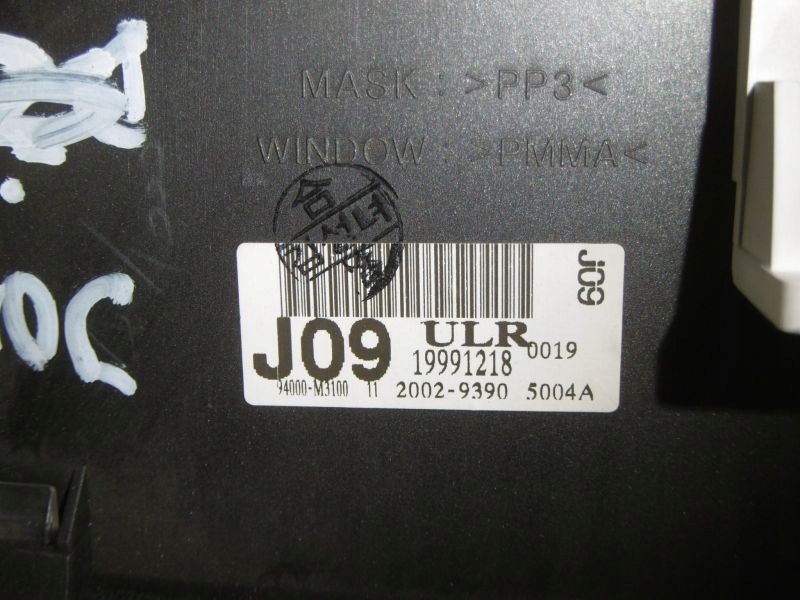 MASK : >PP3<
WINDOW : >PMMA<
J09
J09 ULR 0019
19991218
94000-M3100 11 2002-9390 5004A